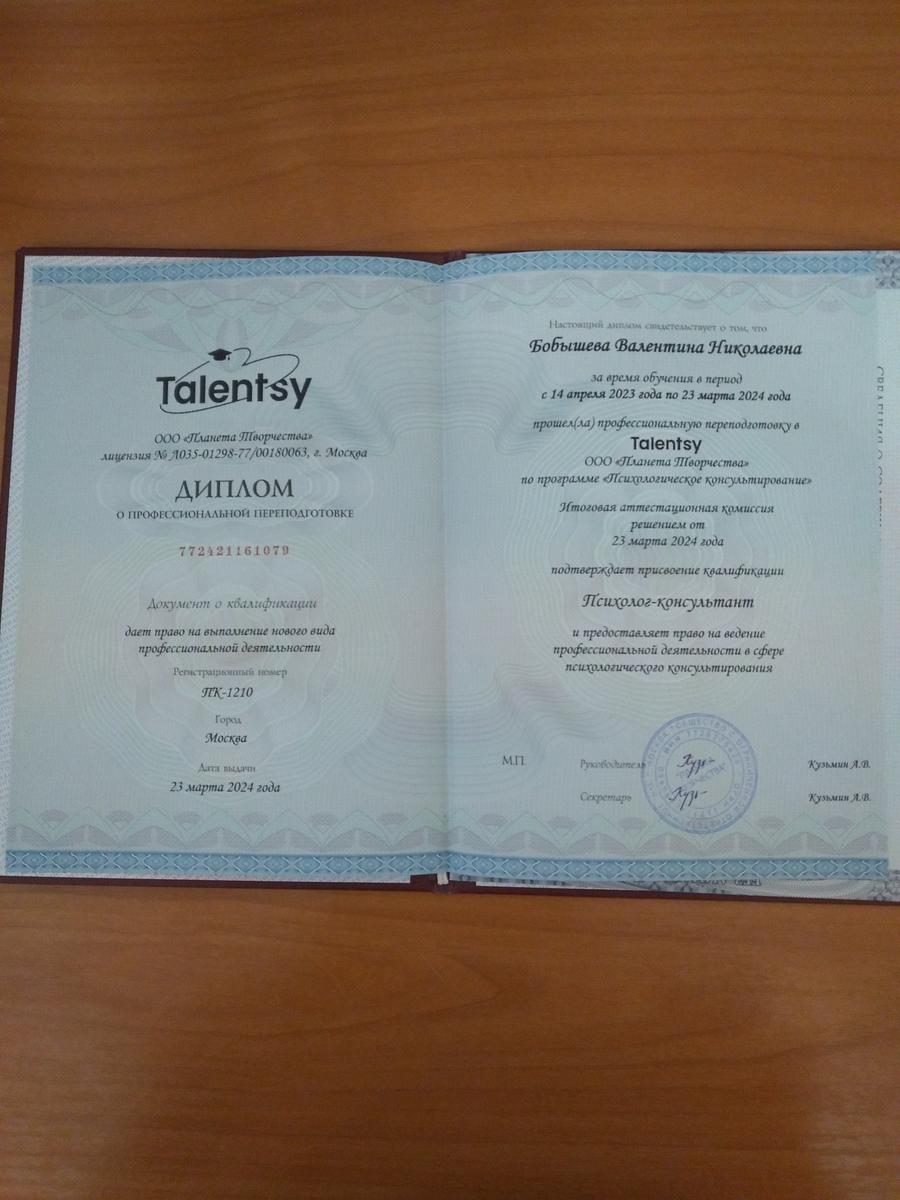 Talentsy
ООО «Планета Творчества»
лицензия № Л035-01298-77/00180063, г. Москва
ДИПЛОМ
О ПРОФЕССИОНАЛЬНОЙ ПЕРЕПОДГОТОВКЕ
772421161079
Документ о квалификации
дает право на выполнение нового вида
профессиональной деятельности
Регистрационный номер
ПК-1210
Город
Москва
Дата выдачи
23 марта 2024 года
Настоящий диплом свидетельствует о том, что
Бобышева Валентина Николаевна
за время обучения в период
с 14 апреля 2023 года по 23 марта 2024 года
прошел(ла) профессиональную переподготовку в
Talentsy
ООО «Планета Творчества»
по программе «Психологическое консультирование»
Итоговая аттестационная комиссия
решением от
23 марта 2024 года
подтверждает присвоение квалификации
Психолог-консультант
и предоставляет право на ведение
профессиональной деятельности в сфере
психологического консультирования
М.П.
Руководитель
Кузьмин А.В.
Секретарь
Кузьмин А.В.